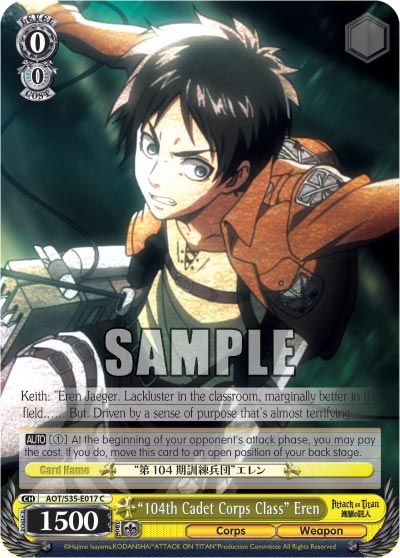 LEVEL
0
0
COST
SAMPLE
Keith: "Eren Jaeger. Lackluster in the classroom, marginally better in the
field…… But. Driven by a sense of purpose that's almost terrifying.
AUTO [①] At the beginning of your opponent's attack phase, you may pay
the cost. If you do, move this card to an open position of your back stage.
Card Name
"第104期訓練兵団"エレン
CH
AOT/S35-E017 C
"104th Cadet Corps Class" Eren
Attack on Titan
進撃の巨人
POWER
1500
SOUL
Corps
Weapon
©Hajime Isayama,KODANSHA/"ATTACK ON TITAN"Production Committee.All Rights Reserved.